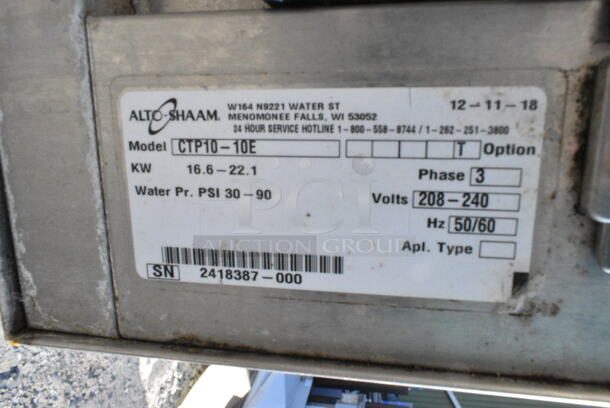 ALTO-SHAAM.
W164 N9221 WATER ST 12-11-18
MENOMONEE FALLS, WI 53052
24 HOUR SERVICE HOTLINE 1-800-558-8744 / 1-262-251-3800
Model CTP10-10E T Option
KW 16.6-22.1 Phase 3
Water Pr. PSI 30-90 Volts 208-240
Hz 50/60
PCI
AUCTION GROUP
Apl. Type
SN 2418387-000